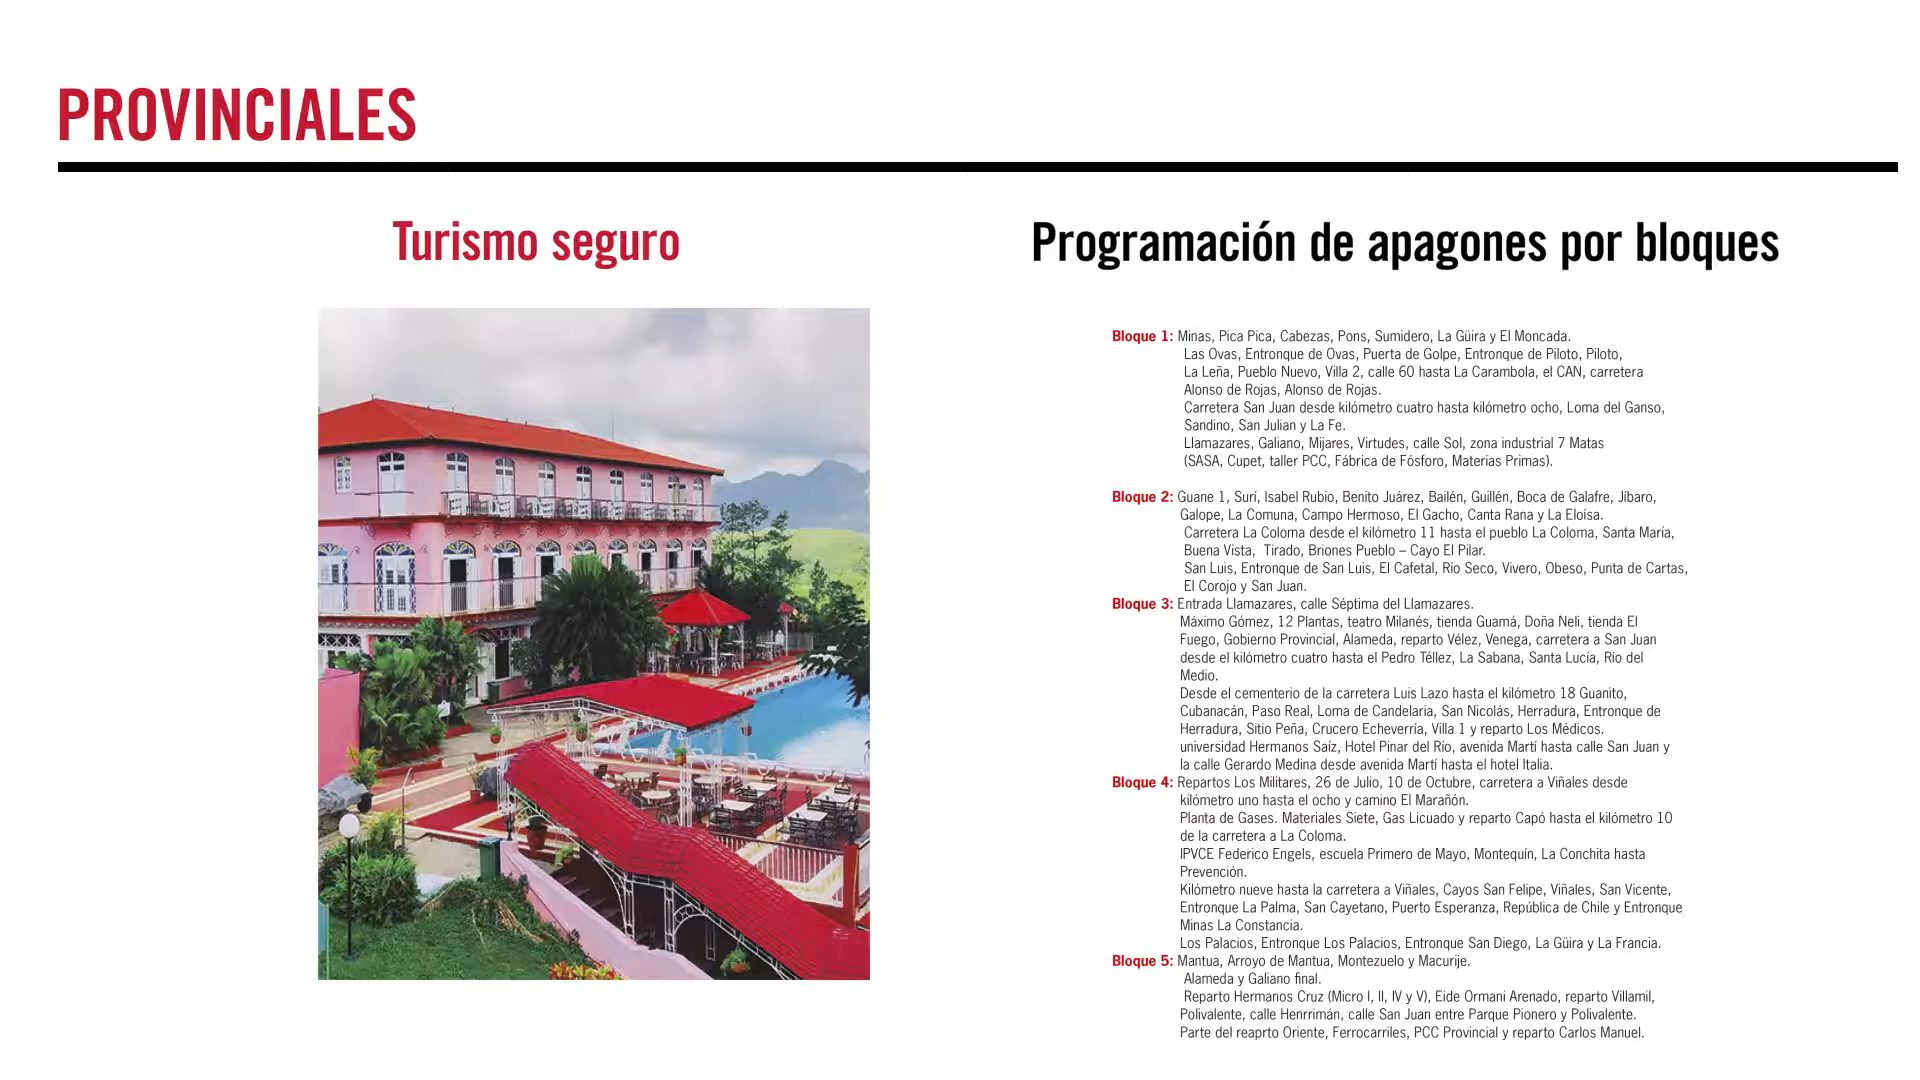 PROVINCIALES
Turismo seguro
Programación de apagones por bloques
Bloque 1: Minas, Pica Pica, Cabezas, Pons, Sumidero, La Güira y El Moncada.
Las Ovas, Entronque de Ovas, Puerta de Golpe, Entronque de Piloto, Piloto,
La Leña, Pueblo Nuevo, Villa 2, calle 60 hasta La Carambola, el CAN, carretera
Alonso de Rojas, Alonso de Rojas.
Carretera San Juan desde kilómetro cuatro hasta kilómetro ocho, Loma del Ganso,
Sandino, San Julian y La Fe.
Llamazares, Galiano, Mijares, Virtudes, calle Sol, zona industrial 7 Matas
(SASA, Cupet, taller PCC, Fábrica de Fósforo, Materias Primas).
Bloque 2: Guane 1, Surí, Isabel Rubio, Benito Juárez, Bailén, Guillén, Boca de Galafre, Jíbaro,
Galope, La Comuna, Campo Hermoso, El Gacho, Canta Rana y La Eloísa.
Carretera La Coloma desde el kilómetro 11 hasta el pueblo La Coloma, Santa María,
Buena Vista, Tirado, Briones Pueblo – Cayo El Pilar.
San Luis, Entronque de San Luis, El Cafetal, Río Seco, Vivero, Obeso, Punta de Cartas,
El Corojo y San Juan.
Bloque 3: Entrada Llamazares, calle Séptima del Llamazares.
Máximo Gómez, 12 Plantas, teatro Milanés, tienda Guamá, Doña Neli, tienda El
Fuego, Gobierno Provincial, Alameda, reparto Vélez, Venega, carretera a San Juan
desde el kilómetro cuatro hasta el Pedro Téllez, La Sabana, Santa Lucía, Río del
Medio.
Desde el cementerio de la carretera Luis Lazo hasta el kilómetro 18 Guanito,
Cubanacán, Paso Real, Loma de Candelaria, San Nicolás, Herradura, Entronque de
Herradura, Sitio Peña, Crucero Echeverría, Villa 1 y reparto Los Médicos.
universidad Hermanos Saíz, Hotel Pinar del Río, avenida Martí hasta calle San Juan y
la calle Gerardo Medina desde avenida Martí hasta el hotel Italia.
Bloque 4: Repartos Los Militares, 26 de Julio, 10 de Octubre, carretera a Viñales desde
kilómetro uno hasta el ocho y camino El Marañón.
Planta de Gases. Materiales Siete, Gas Licuado y reparto Capó hasta el kilómetro 10
de la carretera a La Coloma.
IPVCE Federico Engels, escuela Primero de Mayo, Montequín, La Conchita hasta
Prevención.
Kilómetro nueve hasta la carretera a Viñales, Cayos San Felipe, Viñales, San Vicente,
Entronque La Palma, San Cayetano, Puerto Esperanza, República de Chile y Entronque
Minas La Constancia.
Los Palacios, Entronque Los Palacios, Entronque San Diego, La Güira y La Francia.
Bloque 5: Mantua, Arroyo de Mantua, Montezuelo y Macurije.
Alameda y Galiano final.
Reparto Hermanos Cruz (Micro I, II, IV y V), Eide Ormani Arenado, reparto Villamil,
Polivalente, calle Henrrimán, calle San Juan entre Parque Pionero y Polivalente.
Parte del reaprto Oriente, Ferrocarriles, PCC Provincial y reparto Carlos Manuel.